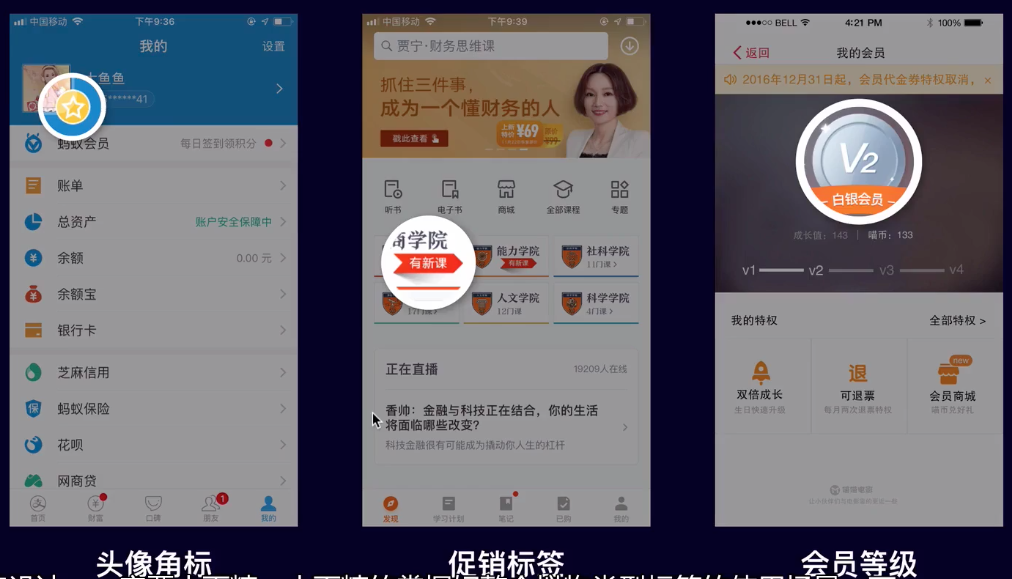 中国移动 下午9:36
我的 设置
大鱼鱼
******41
蚂蚁会员 每日签到领积分
账单
总资产 账户安全保障中
余额 0.00 元
余额宝
银行卡
芝麻信用
蚂蚁保险
花呗
网商贷
首页 财富 口碑 朋友 1 我的
头像角标
中国移动 下午9:39
贾宁·财务思维课
抓住三件事，
成为一个懂财务的人
戳此查看
¥69
听书 电子书 商城 全部课程 专题
商学院
有新课
能力学院
有新课
社科学院
11门课 >
17门课 >
人文学院
12门课
科学学院
4门课 >
正在直播 19209人在线
香帅：金融与科技正在结合，你的生活
将面临哪些改变？
科技金融很有可能成为撬动你人生的杠杆
发现 学习计划 笔记 已购 我的
促销标签
BELL 4:21 PM 100%
返回 我的会员
2016年12月31日起，会员代金券特权取消， ×
V2
白银会员
成长值：143 | 喵币：133
v1 v2 v3 v4
我的特权 全部特权 >
退
new
双倍成长 可退票 会员商城
生日快速升级 每月两次退票特权 喵币兑好礼
会员等级